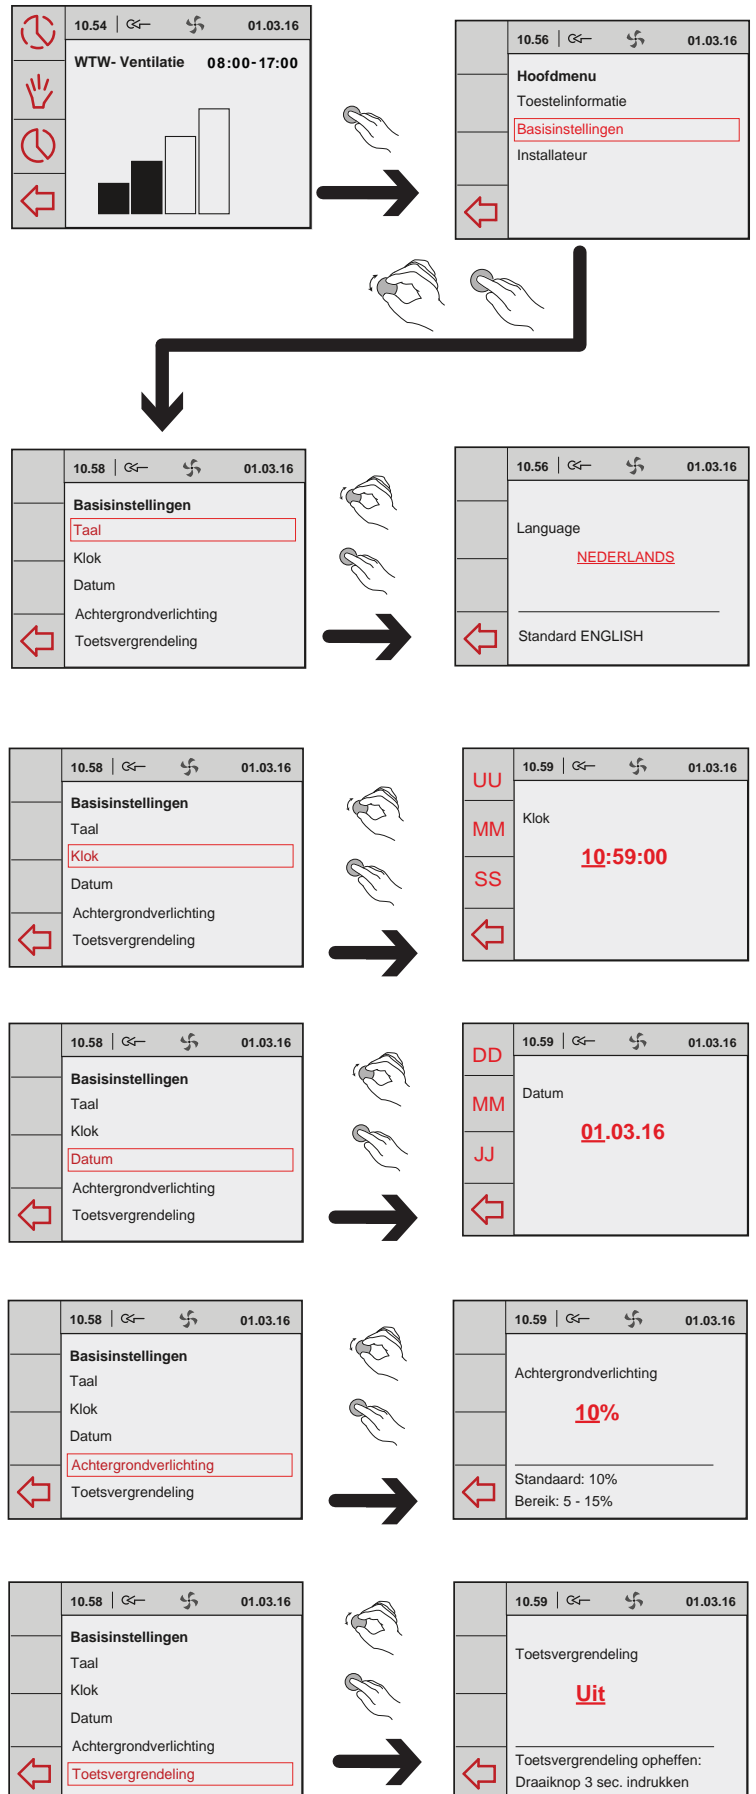 10.54
01.03.16
WTW- Ventilatie 08:00-17:00
10.56
01.03.16
Hoofdmenu
Toestelinformatie
Basisinstellingen
Installateur
10.58
01.03.16
Basisinstellingen
Taal
Klok
Datum
Achtergrondverlichting
Toetsvergrendeling
10.56
01.03.16
Language
NEDERLANDS
Standard ENGLISH
10.58
01.03.16
Basisinstellingen
Taal
Klok
Datum
Achtergrondverlichting
Toetsvergrendeling
UU
MM
SS
10.59
01.03.16
Klok
10:59:00
10.58
01.03.16
Basisinstellingen
Taal
Klok
Datum
Achtergrondverlichting
Toetsvergrendeling
DD
MM
JJ
10.59
01.03.16
Datum
01.03.16
10.58
01.03.16
Basisinstellingen
Taal
Klok
Datum
Achtergrondverlichting
Toetsvergrendeling
10.59
01.03.16
Achtergrondverlichting
10%
Standaard: 10%
Bereik: 5 - 15%
10.58
01.03.16
Basisinstellingen
Taal
Klok
Datum
Achtergrondverlichting
Toetsvergrendeling
10.59
01.03.16
Toetsvergrendeling
Uit
Toetsvergrendeling opheffen:
Draaiknop 3 sec. indrukken